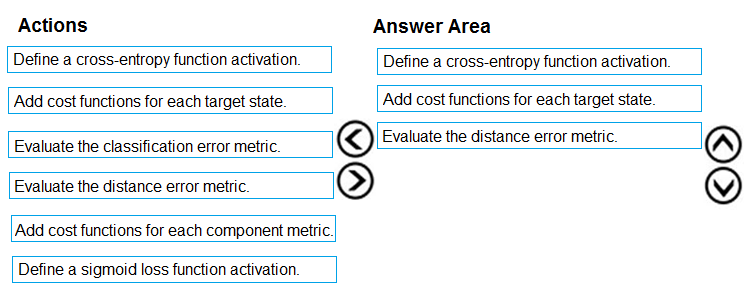 Actions
Define a cross-entropy function activation.
Add cost functions for each target state.
Evaluate the classification error metric.
Evaluate the distance error metric.
Add cost functions for each component metric.
Define a sigmoid loss function activation.
Answer Area
Define a cross-entropy function activation.
Add cost functions for each target state.
Evaluate the distance error metric.